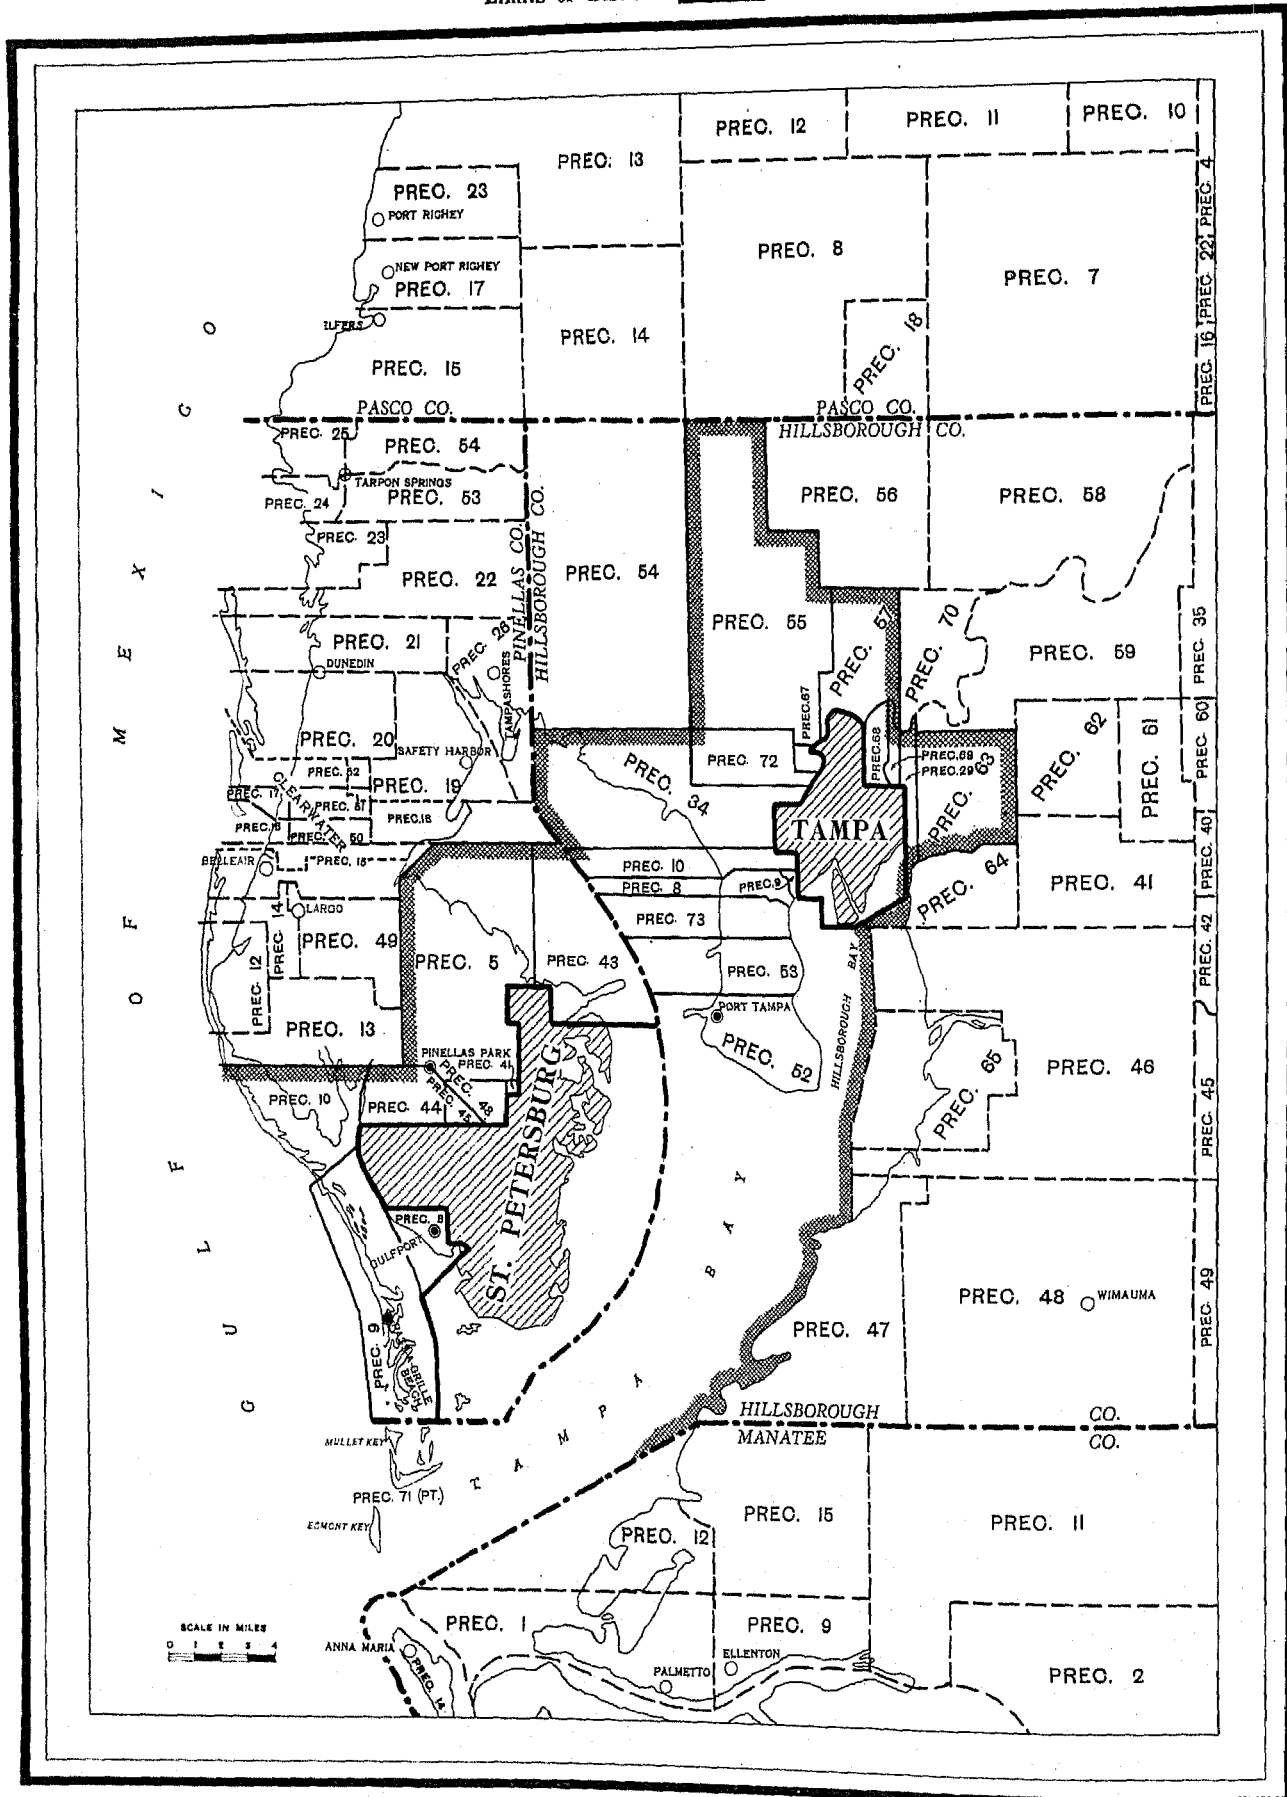 PREC. 12
PREC. 11
PREC. 10
PREC. 13
PREC. 4
PREC. 23
PORT RICHEY
PREC. 22
PREC. 8
PREC. 7
NEW PORT RICHEY
PREC. 17
PREC. 16
ELFERS
PREC. 14
PREC. 18
PREC. 15
PASCO CO.
PASCO CO.
HILLSBOROUGH CO.
PREC. 25
PREC. 54
TARPON SPRINGS
PREC. 24
PREC. 53
PREC. 56
PREC. 58
PREC. 23
PREC. 22
PINELLAS CO.
HILLSBOROUGH CO.
PREC. 54
PREC. 55
PREC. 57
PREC. 70
PREC. 59
PREC. 35
PREC. 21
PREC. 26
DUNEDIN
TAMPASHORES
PREC. 67
PREC. 68
PREC. 62
PREC. 61
PREC. 60
PREC. 20
SAFETY HARBOR
PREC. 72
PREC. 69
PREC. 29
PREC. 63
PREC. 52
PREC. 19
PREC. 34
PREC. 17
PREC. 67
CLEARWATER
PREC. 18
TAMPA
PREC. 16
PREC. 50
PREC. 40
BELLEAIR
PREC. 15
PREC. 10
PREC. 64
PREC. 8
PREC. 9
PREC. 41
PREC. 14
LARGO
PREC. 73
PREC. 42
PREC. 12
PREC. 49
PREC. 5
PREC. 43
PREC. 53
HILLSBOROUGH BAY
PORT TAMPA
PREC. 13
PREC. 52
PINELLAS PARK
PREC. 41
PREC. 48
PREC. 65
PREC. 46
PREC. 45
PREC. 10
PREC. 44
PREC. 45
ST. PETERSBURG
PREC. 8
GULFPORT
PREC. 9
PASS-A-GRILLE
BEACH
GULF OF MEXICO
TAMPA BAY
PREC. 47
PREC. 48
WIMAUMA
PREC. 49
HILLSBOROUGH CO.
MANATEE CO.
MULLET KEY
PREC. 71 (PT.)
EGMONT KEY
PREC. 12
PREC. 15
PREC. 11
SCALE IN MILES
0 1 2 3 4
PREC. 1
PREC. 9
ANNA MARIA
PREC. 14
PALMETTO
ELLENTON
PREC. 2